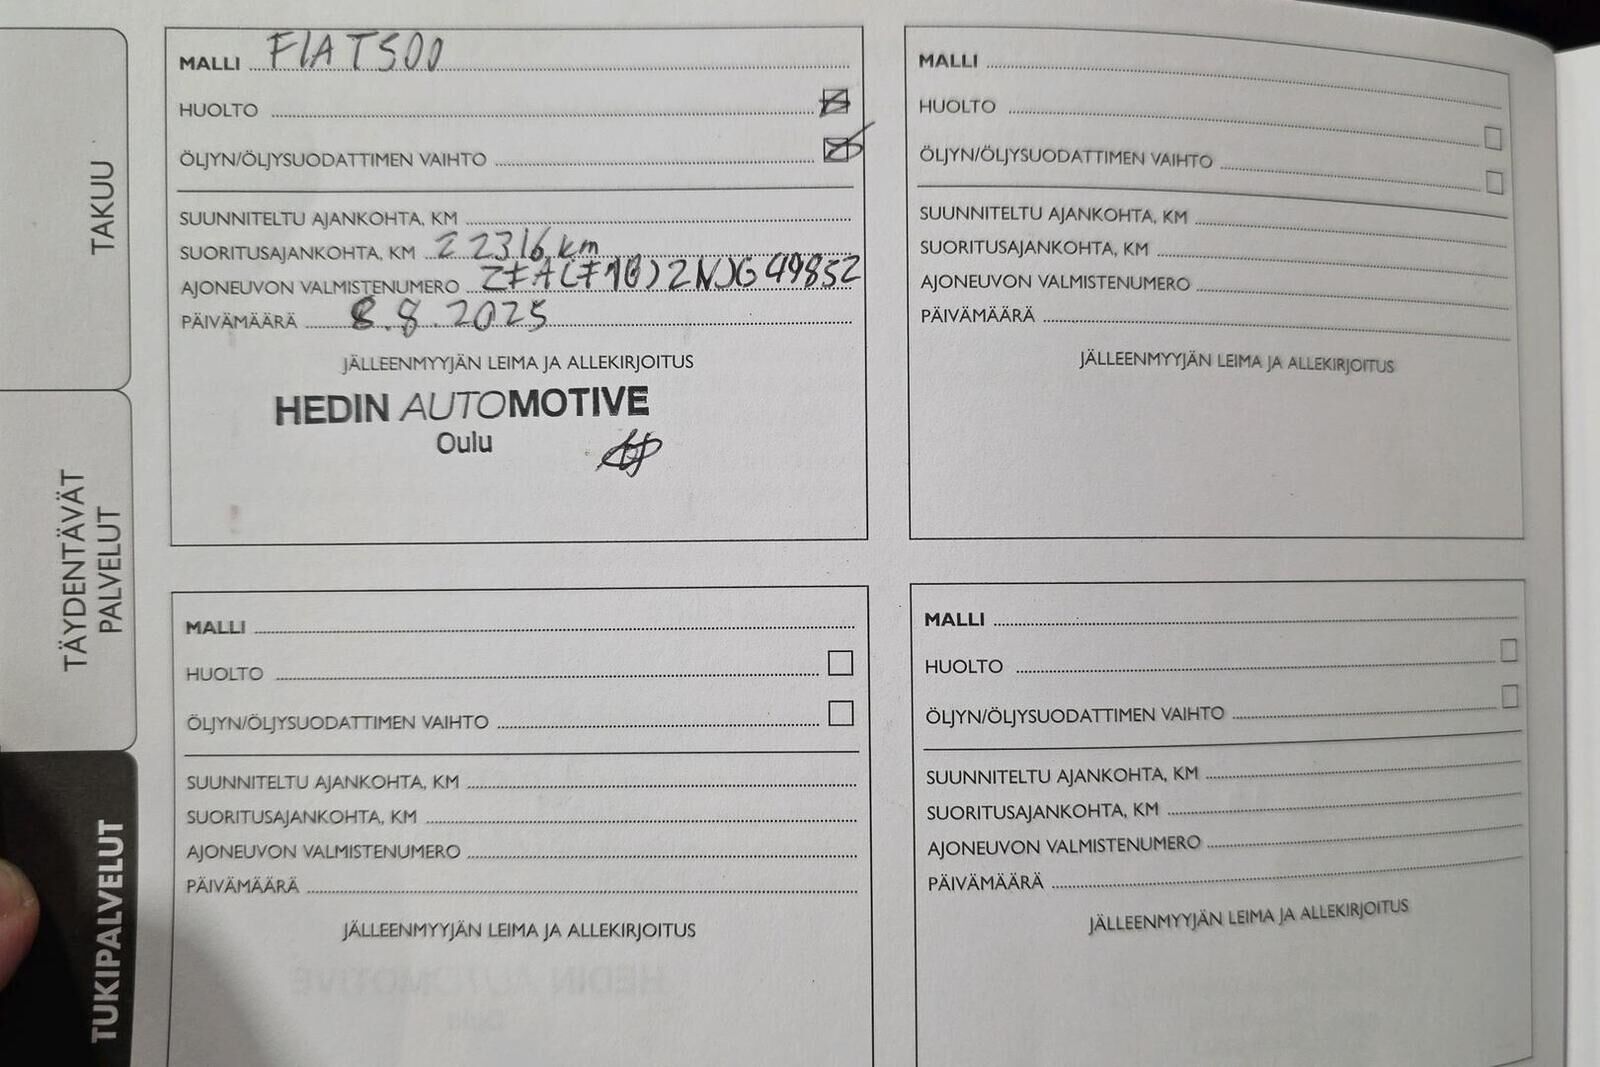 TAKUU
TÄYDENTÄVÄT
PALVELUT
TUKIPALVELUT
MALLI FIAT 500
HUOLTO
ÖLJYN/ÖLJYSUODATTIMEN VAIHTO
SUUNNITELTU AJANKOHTA, KM
SUORITUSAJANKOHTA, KM 22316 km
AJONEUVON VALMISTENUMERO
PÄIVÄMÄÄRÄ 8.8.2025
JÄLLEENMYYJÄN LEIMA JA ALLEKIRJOITUS
HEDIN AUTOMOTIVE
Oulu
MALLI
HUOLTO
ÖLJYN/ÖLJYSUODATTIMEN VAIHTO
SUUNNITELTU AJANKOHTA, KM
SUORITUSAJANKOHTA, KM
AJONEUVON VALMISTENUMERO
PÄIVÄMÄÄRÄ
JÄLLEENMYYJÄN LEIMA JA ALLEKIRJOITUS
MALLI
HUOLTO
ÖLJYN/ÖLJYSUODATTIMEN VAIHTO
SUUNNITELTU AJANKOHTA, KM
SUORITUSAJANKOHTA, KM
AJONEUVON VALMISTENUMERO
PÄIVÄMÄÄRÄ
JÄLLEENMYYJÄN LEIMA JA ALLEKIRJOITUS
MALLI
HUOLTO
ÖLJYN/ÖLJYSUODATTIMEN VAIHTO
SUUNNITELTU AJANKOHTA, KM
SUORITUSAJANKOHTA, KM
AJONEUVON VALMISTENUMERO
PÄIVÄMÄÄRÄ
JÄLLEENMYYJÄN LEIMA JA ALLEKIRJOITUS